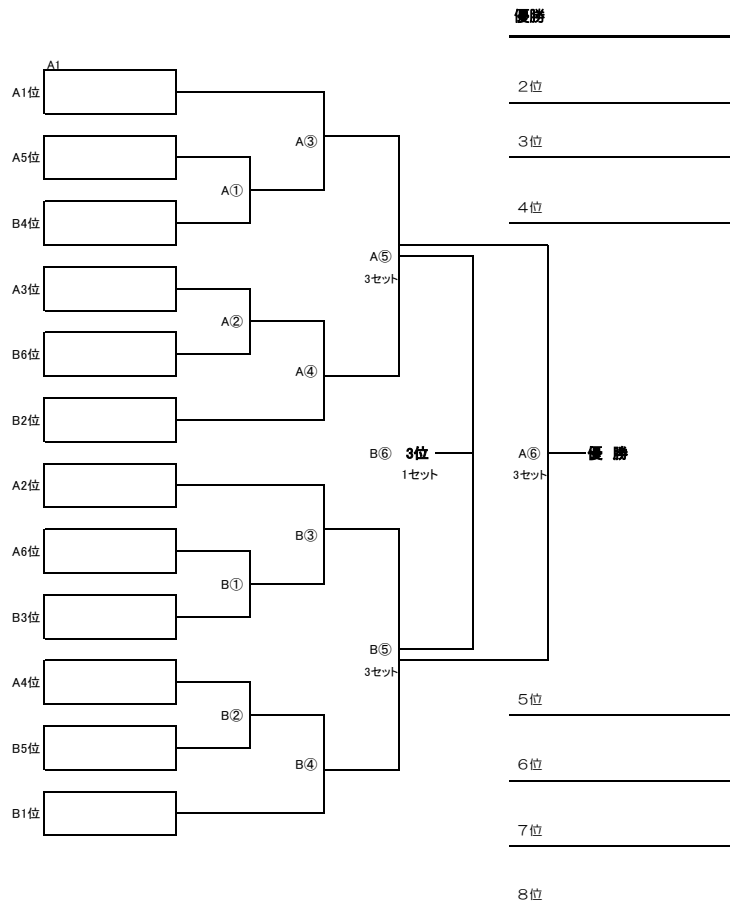 優勝
A1
A1位
2位
3位
A③
A5位
A①
4位
B4位
A⑤
3セット
A3位
A②
B6位
A④
B2位
B⑥ 3位
1セット
A⑥
3セット
優 勝
A2位
B③
A6位
B①
B3位
B⑤
3セット
A4位
5位
B②
B5位
B④
6位
B1位
7位
8位